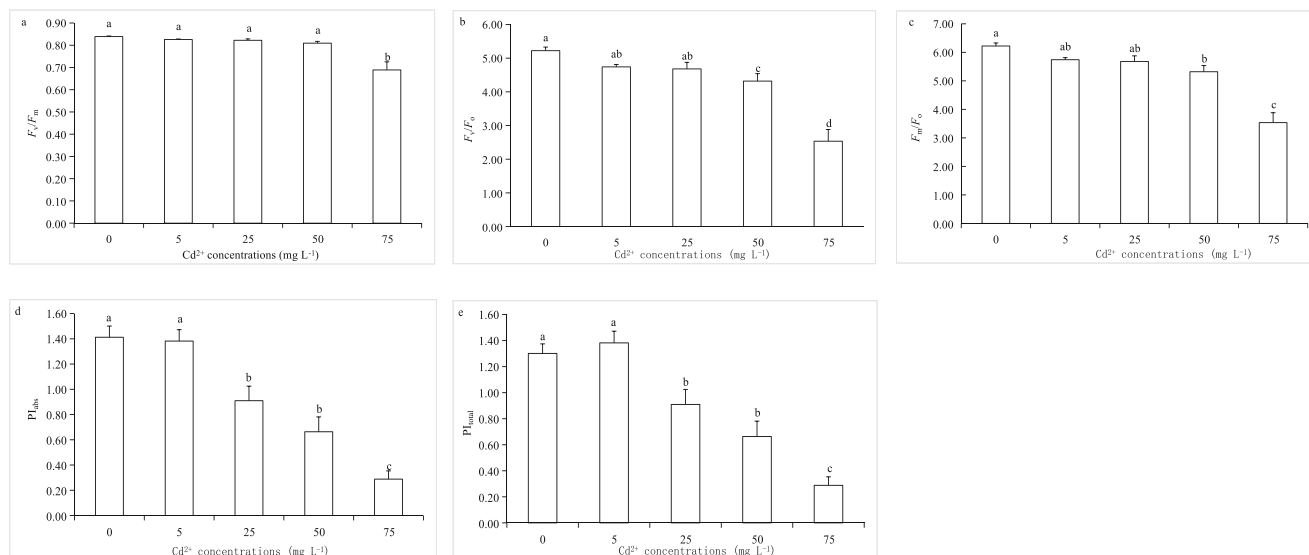 a
0.90
0.80
0.70
0.60
0.50
0.40
0.30
0.20
0.10
0.00
Fv/Fm
a
a
a
a
b
0
5
25
50
75
Cd²⁺ concentrations (mg L⁻¹)
b
6.00
5.00
4.00
3.00
2.00
1.00
0.00
Fv/Fo
a
ab
ab
c
d
0
5
25
50
75
Cd²⁺ concentrations (mg L⁻¹)
c
7.00
6.00
5.00
4.00
3.00
2.00
1.00
0.00
Fm/Fo
a
ab
ab
b
c
0
5
25
50
75
Cd²⁺ concentrations (mg L⁻¹)
d
1.60
1.40
1.20
1.00
0.80
0.60
0.40
0.20
0.00
PIabs
a
a
b
b
c
0
5
25
50
75
Cd²⁺ concentrations (mg L⁻¹)
e
1.60
1.40
1.20
1.00
0.80
0.60
0.40
0.20
0.00
PItotal
a
a
b
b
c
0
5
25
50
75
Cd²⁺ concentrations (mg L⁻¹)